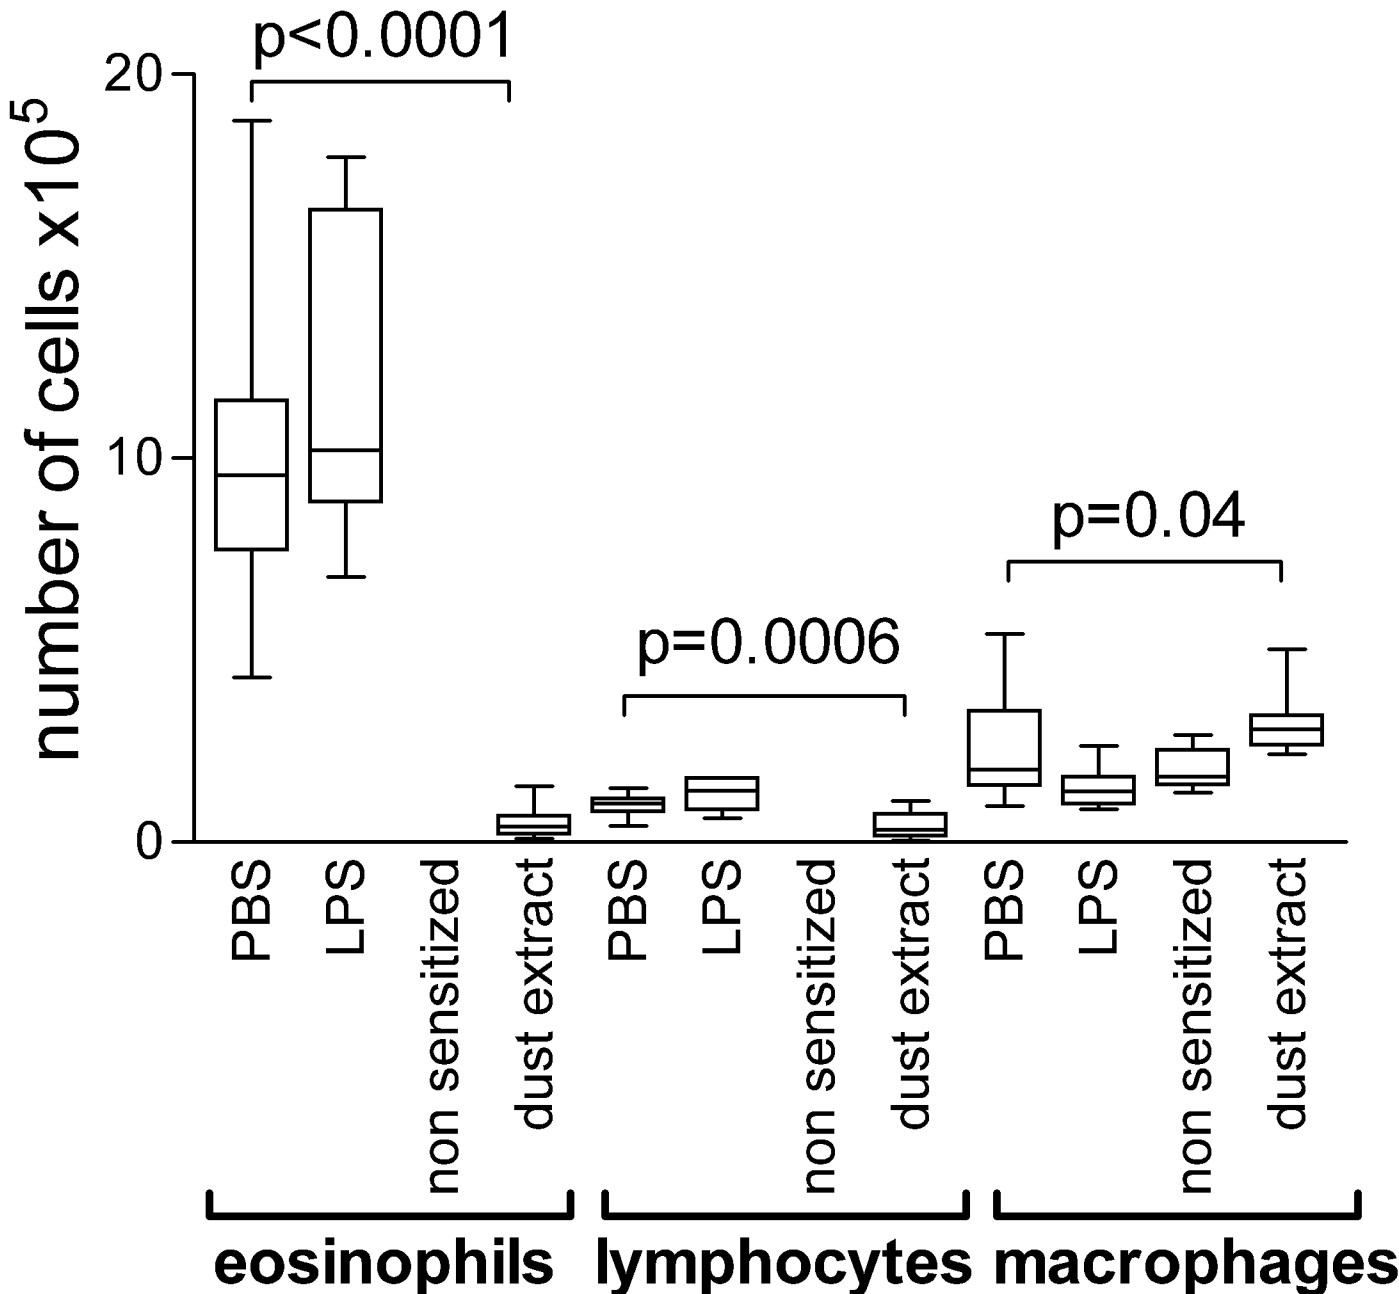 p<0.0001
20
number of cells x10⁵
10
p=0.04
p=0.0006
0
PBS
LPS
non sensitized
dust extract
PBS
LPS
non sensitized
dust extract
PBS
LPS
non sensitized
dust extract
eosinophils
lymphocytes
macrophages